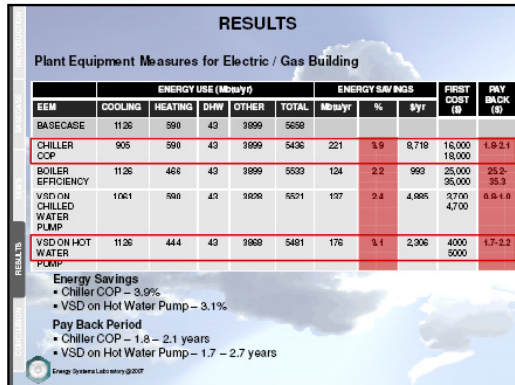 RESULTS
Plant Equipment Measures for Electric / Gas Building
ENERGY USE (Mbtu/yr) ENERGY SAVINGS FIRST COST ($) PAY BACK ($)
EEM COOLING HEATING DHW OTHER TOTAL Mbtu/yr % $/yr
BASECASE 1126 590 43 3899 5658
CHILLER COP 905 590 43 3899 5436 221 3.9 8,718 16,000 18,000 1.8-2.1
BOILER EFFICIENCY 1126 466 43 3899 5533 124 2.2 993 25,000 35,000 25.2-35.3
VSD ON CHILLED WATER PUMP 1061 590 43 3828 5521 137 2.4 4,885 3,700 4,700 0.8-1.0
VSD ON HOT WATER PUMP 1126 444 43 3868 5481 176 3.1 2,306 4000 5000 1.7-2.2
Energy Savings
▪ Chiller COP – 3.9%
▪ VSD on Hot Water Pump – 3.1%
Pay Back Period
▪ Chiller COP – 1.8 – 2.1 years
▪ VSD on Hot Water Pump – 1.7 – 2.7 years
Energy Systems Laboratory @2007
INTRODUCTION
BASECASE
EEM'S
RESULTS
CONCLUSION